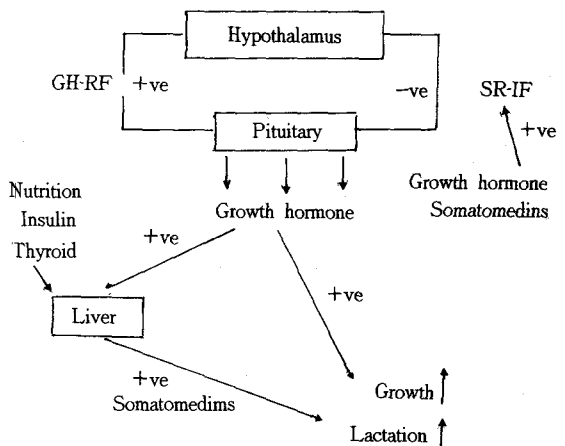 Hypothalamus
GH-RF
+ve
−ve
SR-IF
+ve
Pituitary
Growth hormone
Somatomedins
Nutrition
Insulin
Thyroid
Growth hormone
+ve
+ve
Liver
+ve
Somatomedims
Growth
Lactation